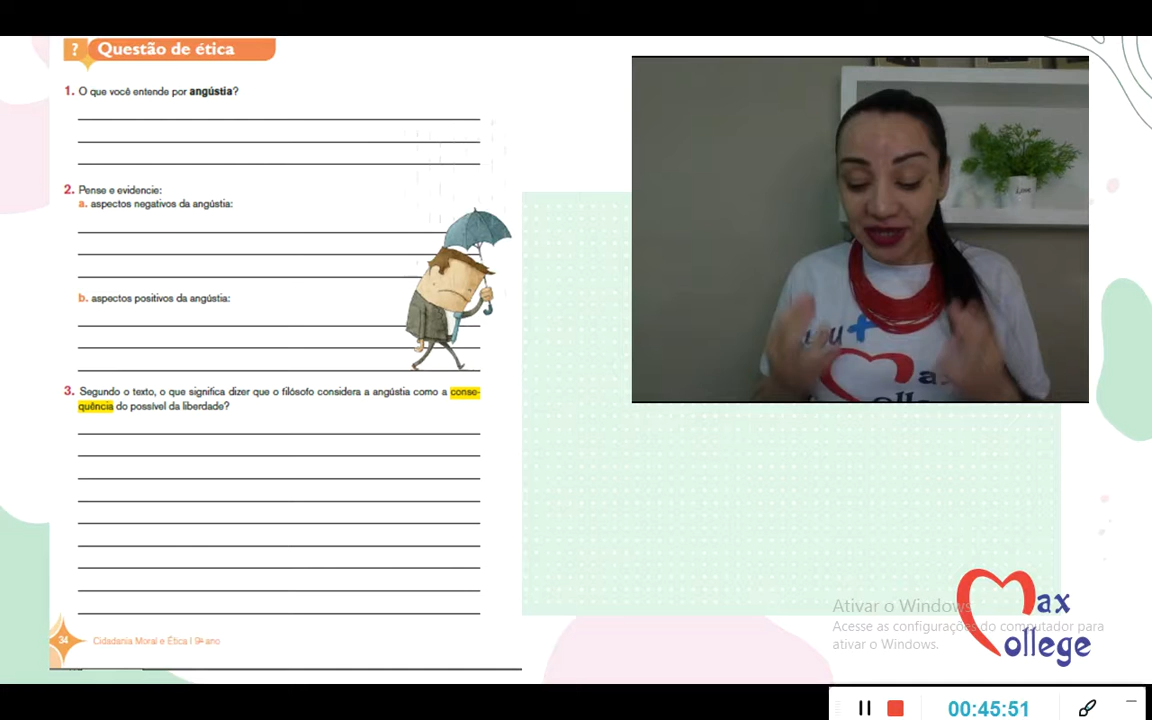 ?
Questão de ética
1. O que você entende por angústia?
2. Pense e evidencie:
a. aspectos negativos da angústia:
b. aspectos positivos da angústia:
3. Segundo o texto, o que significa dizer que o filósofo considera a angústia como a conse-
quência do possível da liberdade?
34 Cidadania Moral e Ética I 9º ano
Love
ax
Max
ollege
Ativar o Windows
Acesse as configurações do computador para
ativar o Windows.
00:45:51